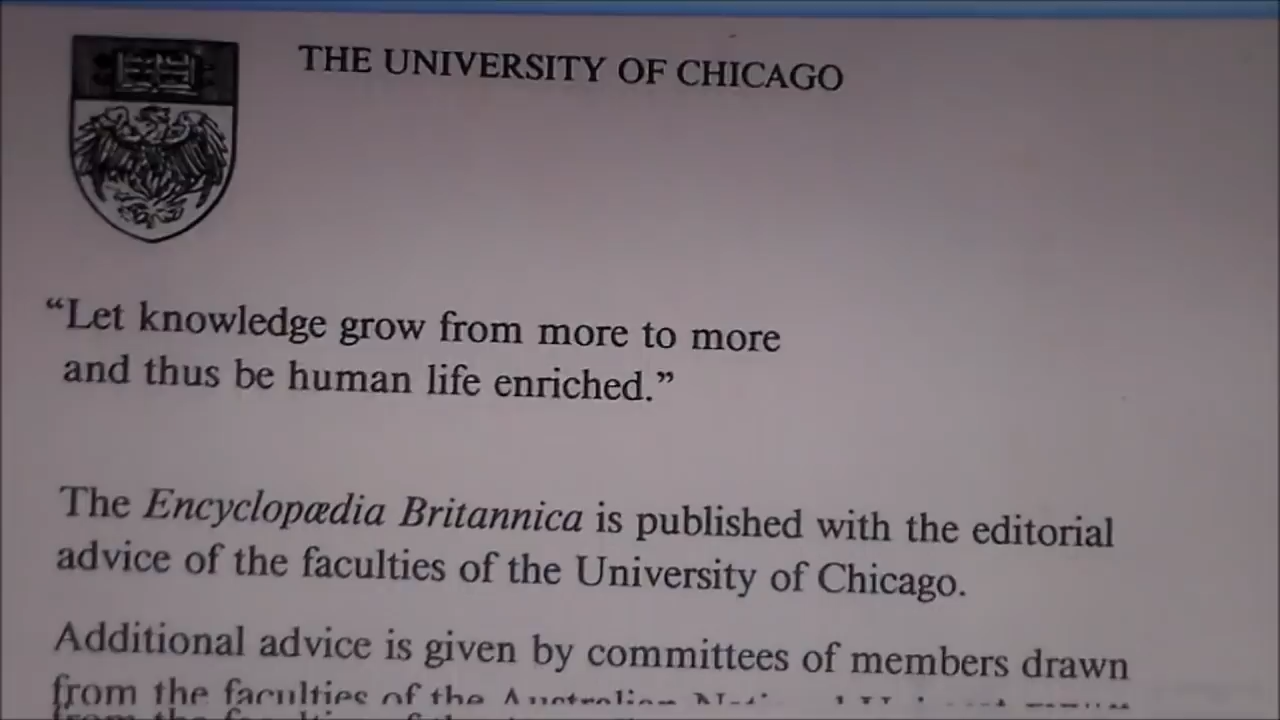 THE UNIVERSITY OF CHICAGO
“Let knowledge grow from more to more
and thus be human life enriched.”
The Encyclopædia Britannica is published with the editorial
advice of the faculties of the University of Chicago.
Additional advice is given by committees of members drawn
from the faculties of the Australian